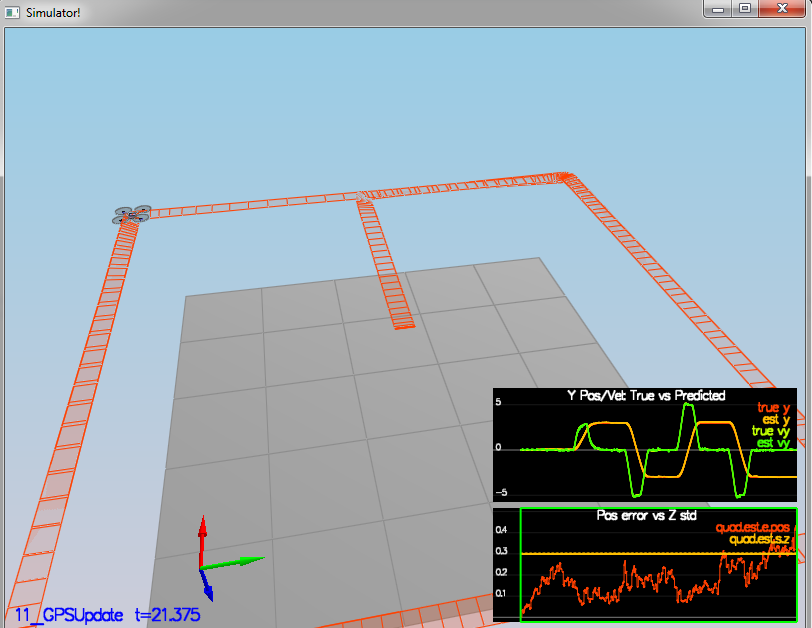 Simulator!
Y Pos/Vel: True vs Predicted
5
true y
est y
true vy
0
est vy
-5
Pos error vs Z std
0.4
quad.est.e.pos
quad.est.s.z
0.3
0.2
0.1
11_GPSUpdate t=21.375